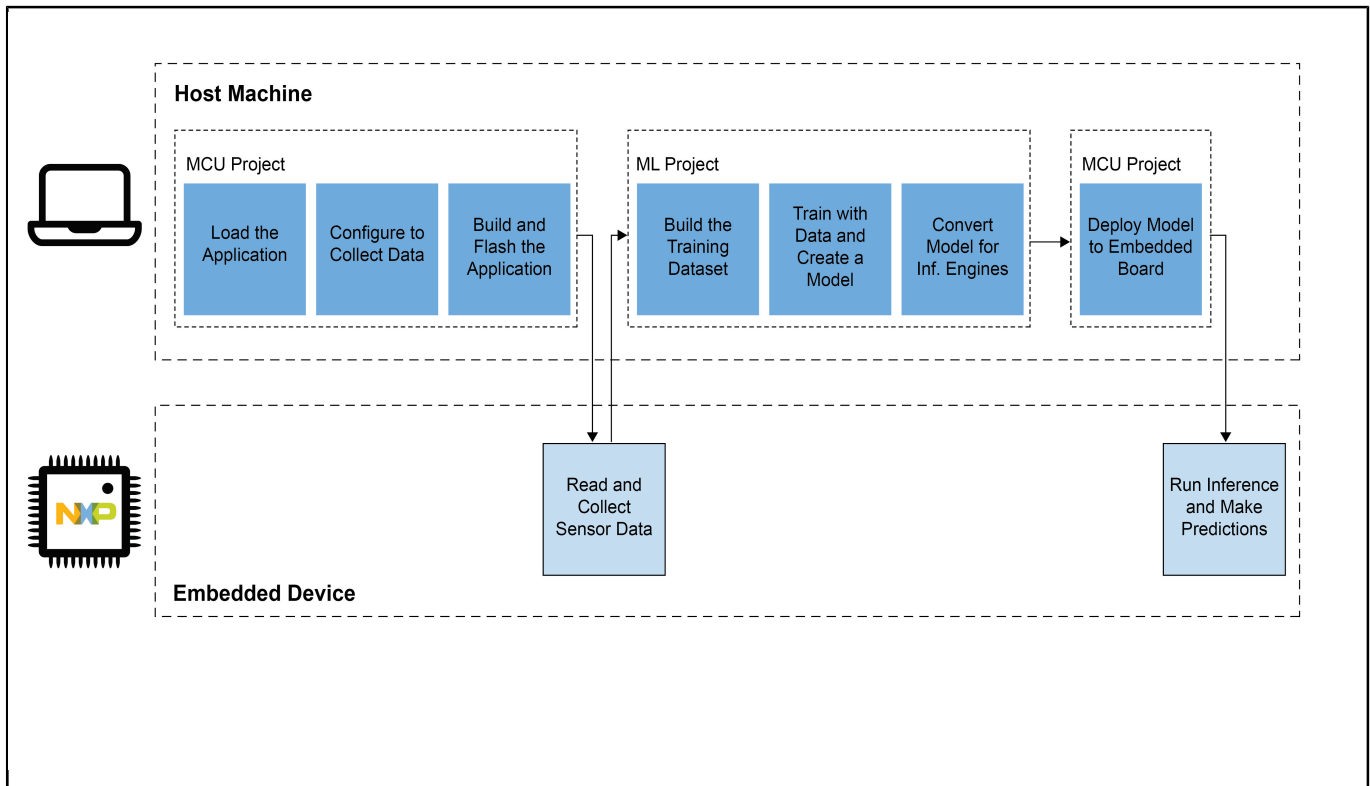 Host Machine
MCU Project
Load the
Application
Configure to
Collect Data
Build and
Flash the
Application
ML Project
Build the
Training
Dataset
Train with
Data and
Create a
Model
Convert
Model for
Inf. Engines
MCU Project
Deploy Model
to Embedded
Board
NXP
Read and
Collect
Sensor Data
Run Inference
and Make
Predictions
Embedded Device